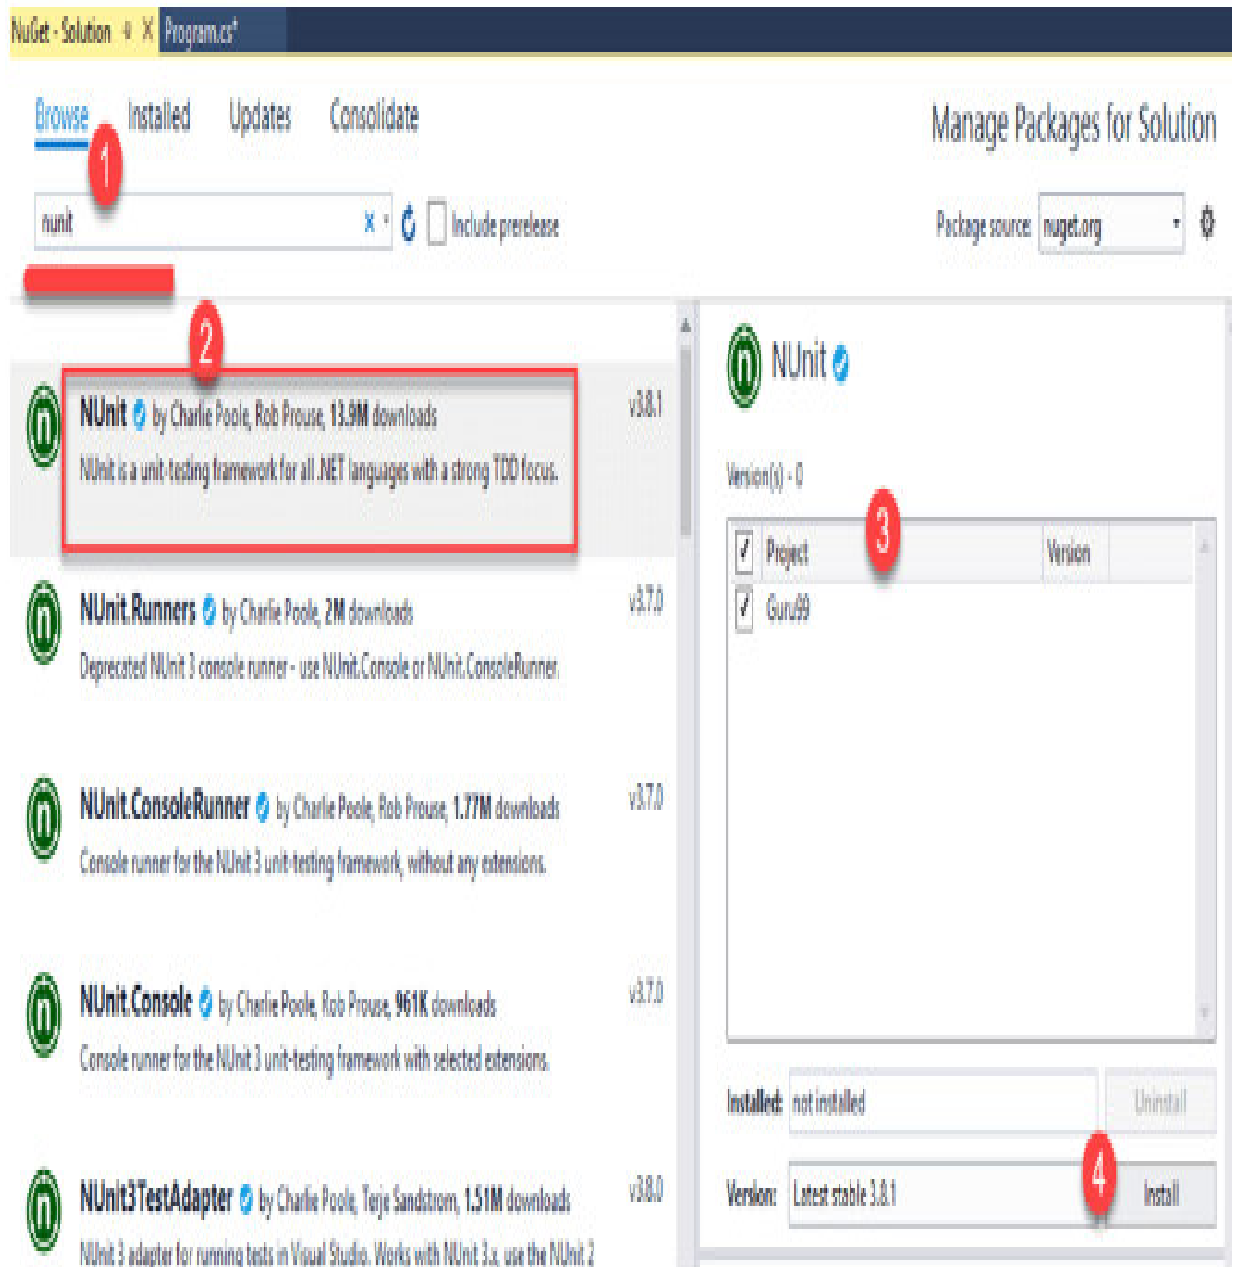 NuGet - Solution Program.cs*
Browse Installed Updates Consolidate
Manage Packages for Solution
1
nunit
Include prerelease
Package source: nuget.org
2
NUnit by Charlie Poole, Rob Prouse, 13.9M downloads
v3.8.1
NUnit is a unit-testing framework for all .NET languages with a strong TDD focus.
NUnit.Runners by Charlie Poole, 2M downloads
v3.7.0
Deprecated NUnit 3 console runner - use NUnit.Console or NUnit.ConsoleRunner.
NUnit.ConsoleRunner by Charlie Poole, Rob Prouse, 1.77M downloads
v3.7.0
Console runner for the NUnit 3 unit-testing framework, without any extensions.
NUnit.Console by Charlie Poole, Rob Prouse, 961K downloads
v3.7.0
Console runner for the NUnit 3 unit-testing framework with selected extensions.
NUnit3TestAdapter by Charlie Poole, Terje Sandstrom, 1.51M downloads
v3.8.0
NUnit 3 adapter for running tests in Visual Studio. Works with NUnit 3.x, use the NUnit 2
n NUnit
Version(s) - 0
3
Project Version
Guru99
Installed: not installed Uninstall
4
Version: Latest stable 3.8.1 Install